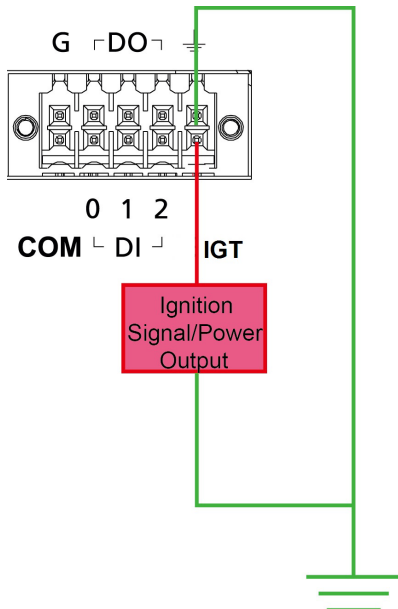 G DO
0 1 2
COM DI IGT
Ignition
Signal/Power
Output